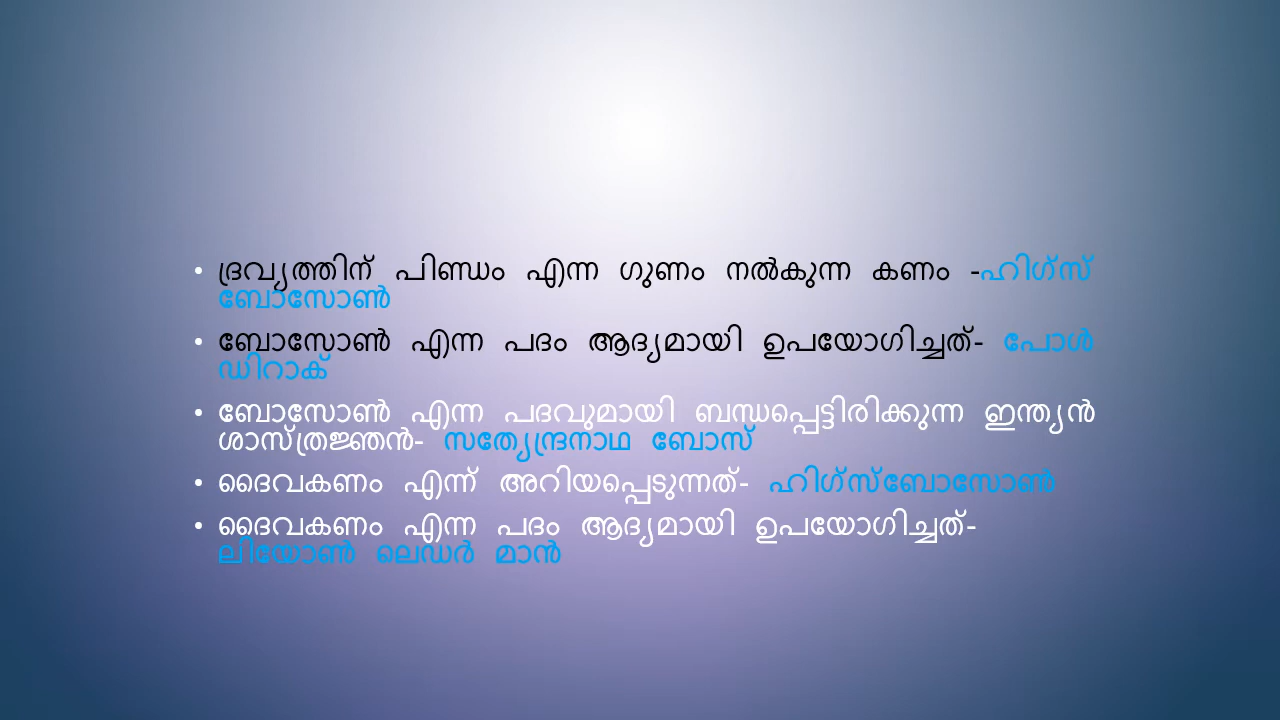 • ദ്രവ്യത്തിന് പിണ്ഡം എന്ന ഗുണം നൽകുന്ന കണം -ഹിഗ്സ്
ബോസോൺ
• ബോസോൺ എന്ന പദം ആദ്യമായി ഉപയോഗിച്ചത്- പോൾ
ഡിറാക്
• ബോസോൺ എന്ന പദവുമായി ബന്ധപ്പെട്ടിരിക്കുന്ന ഇന്ത്യൻ
ശാസ്ത്രജ്ഞൻ- സത്യേന്ദ്രനാഥ ബോസ്
• ദൈവകണം എന്ന് അറിയപ്പെടുന്നത്- ഹിഗ്സ്ബോസോൺ
• ദൈവകണം എന്ന പദം ആദ്യമായി ഉപയോഗിച്ചത്-
ലിയോൺ ലെഡർ മാൻ